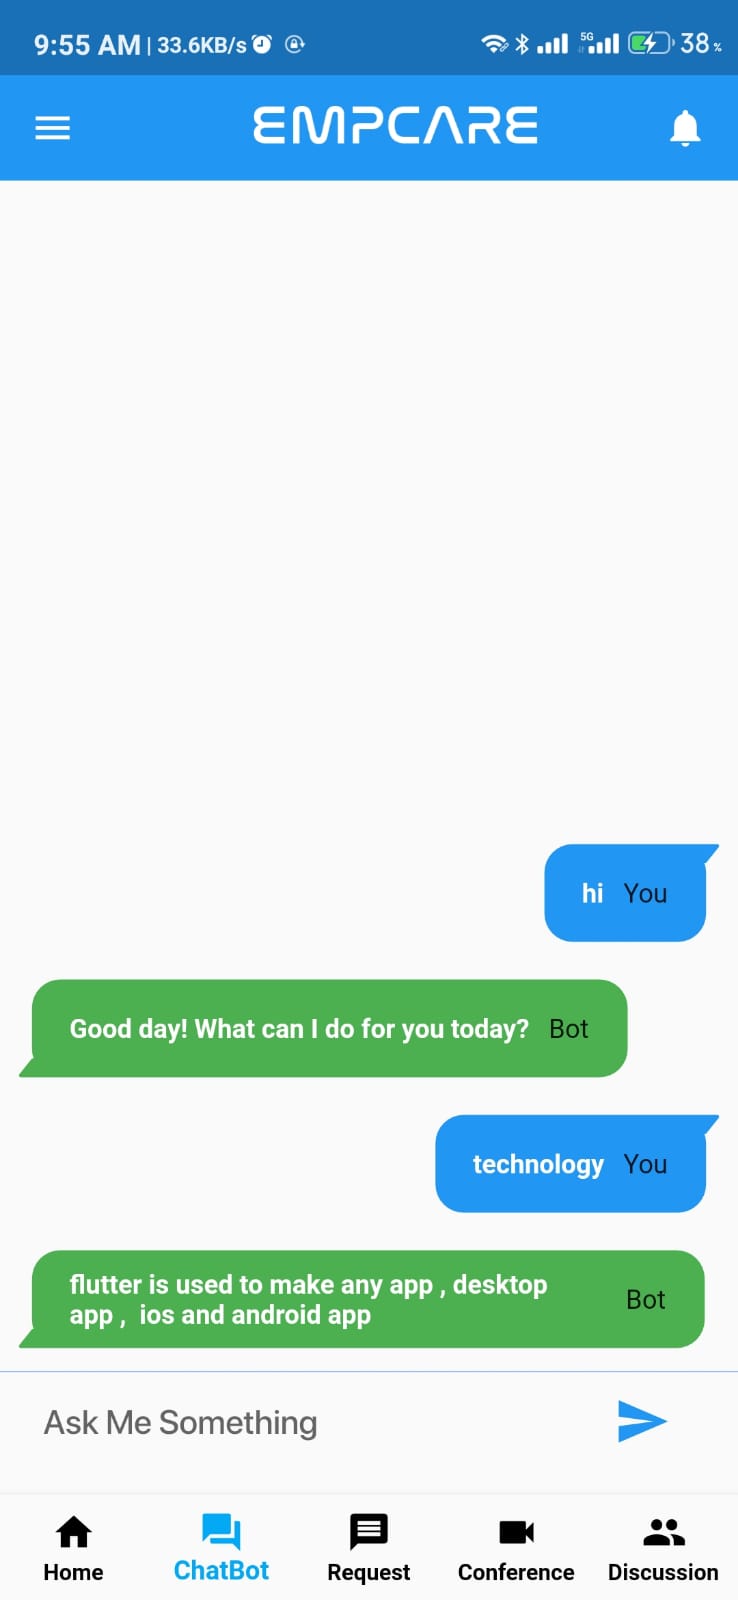 9:55 AM | 33.6KB/s 5G 38 %
EMPCARE
hi You
Good day! What can I do for you today? Bot
technology You
flutter is used to make any app , desktop
app ,  ios and android app Bot
Ask Me Something
Home ChatBot Request Conference Discussion